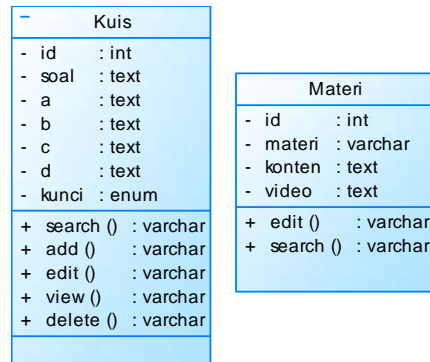 Kuis
- id : int
- soal : text
- a : text
- b : text
- c : text
- d : text
- kunci : enum
+ search () : varchar
+ add () : varchar
+ edit () : varchar
+ view () : varchar
+ delete () : varchar
Materi
- id : int
- materi : varchar
- konten : text
- video : text
+ edit () : varchar
+ search () : varchar